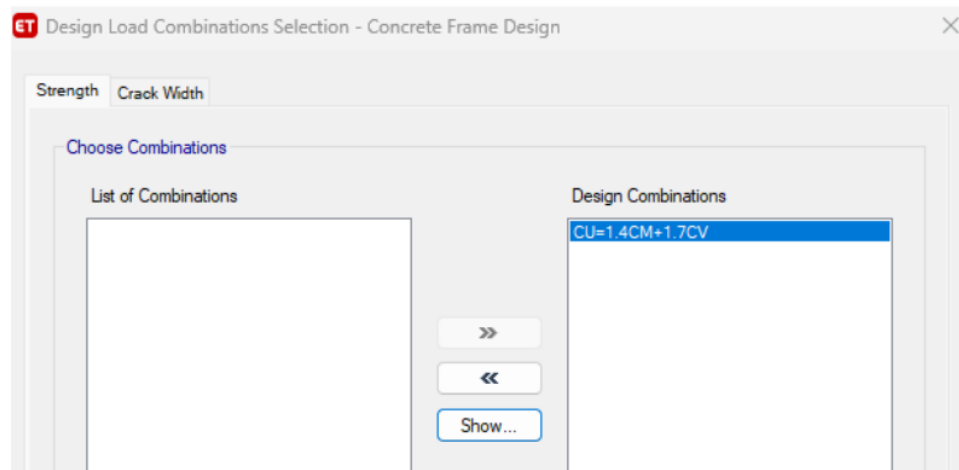 ET Design Load Combinations Selection - Concrete Frame Design
Strength Crack Width
Choose Combinations
List of Combinations Design Combinations
CU=1.4CM+1.7CV
>>
<<
Show...